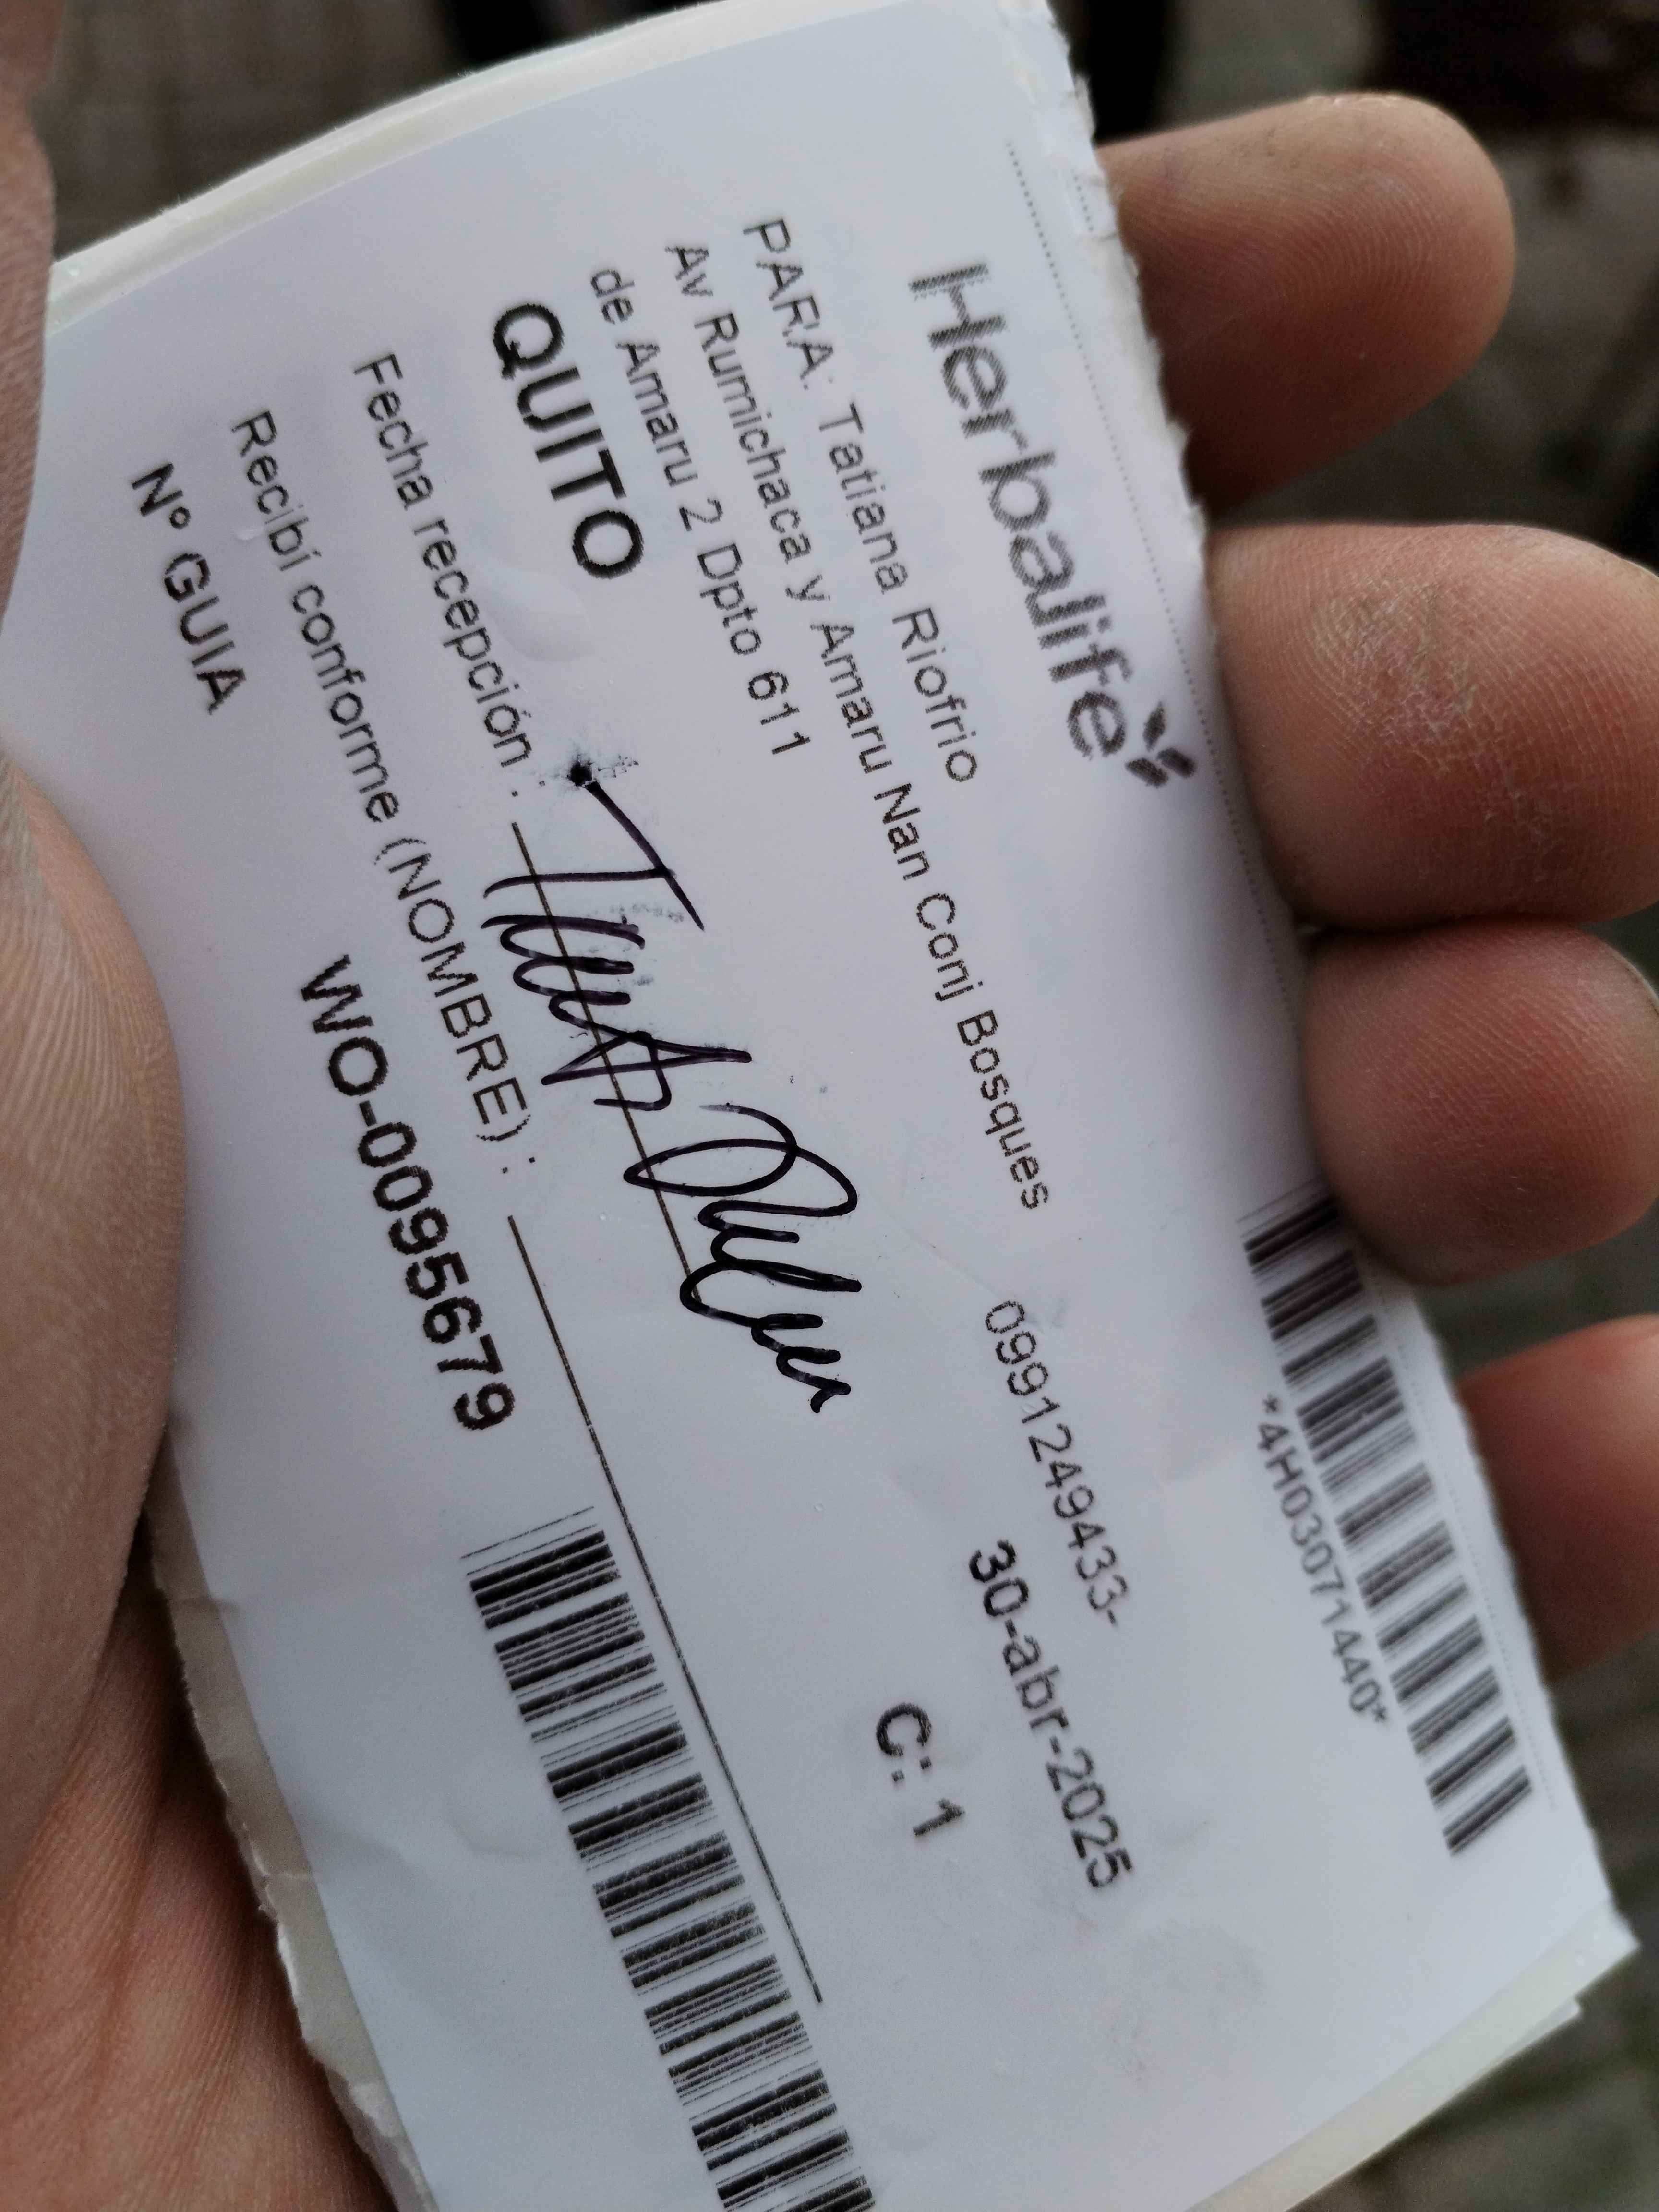 Herbalife
*4H03071440*
PARA: Tatiana Riofrio
0991249433-
Av Rumichaca y Amaru Nan Conj Bosques
de Amaru 2 Dpto 611
30-abr-2025
QUITO
C: 1
Fecha recepción :
Recibí conforme (NOMBRE) :
Nº GUIA
WO-0095679